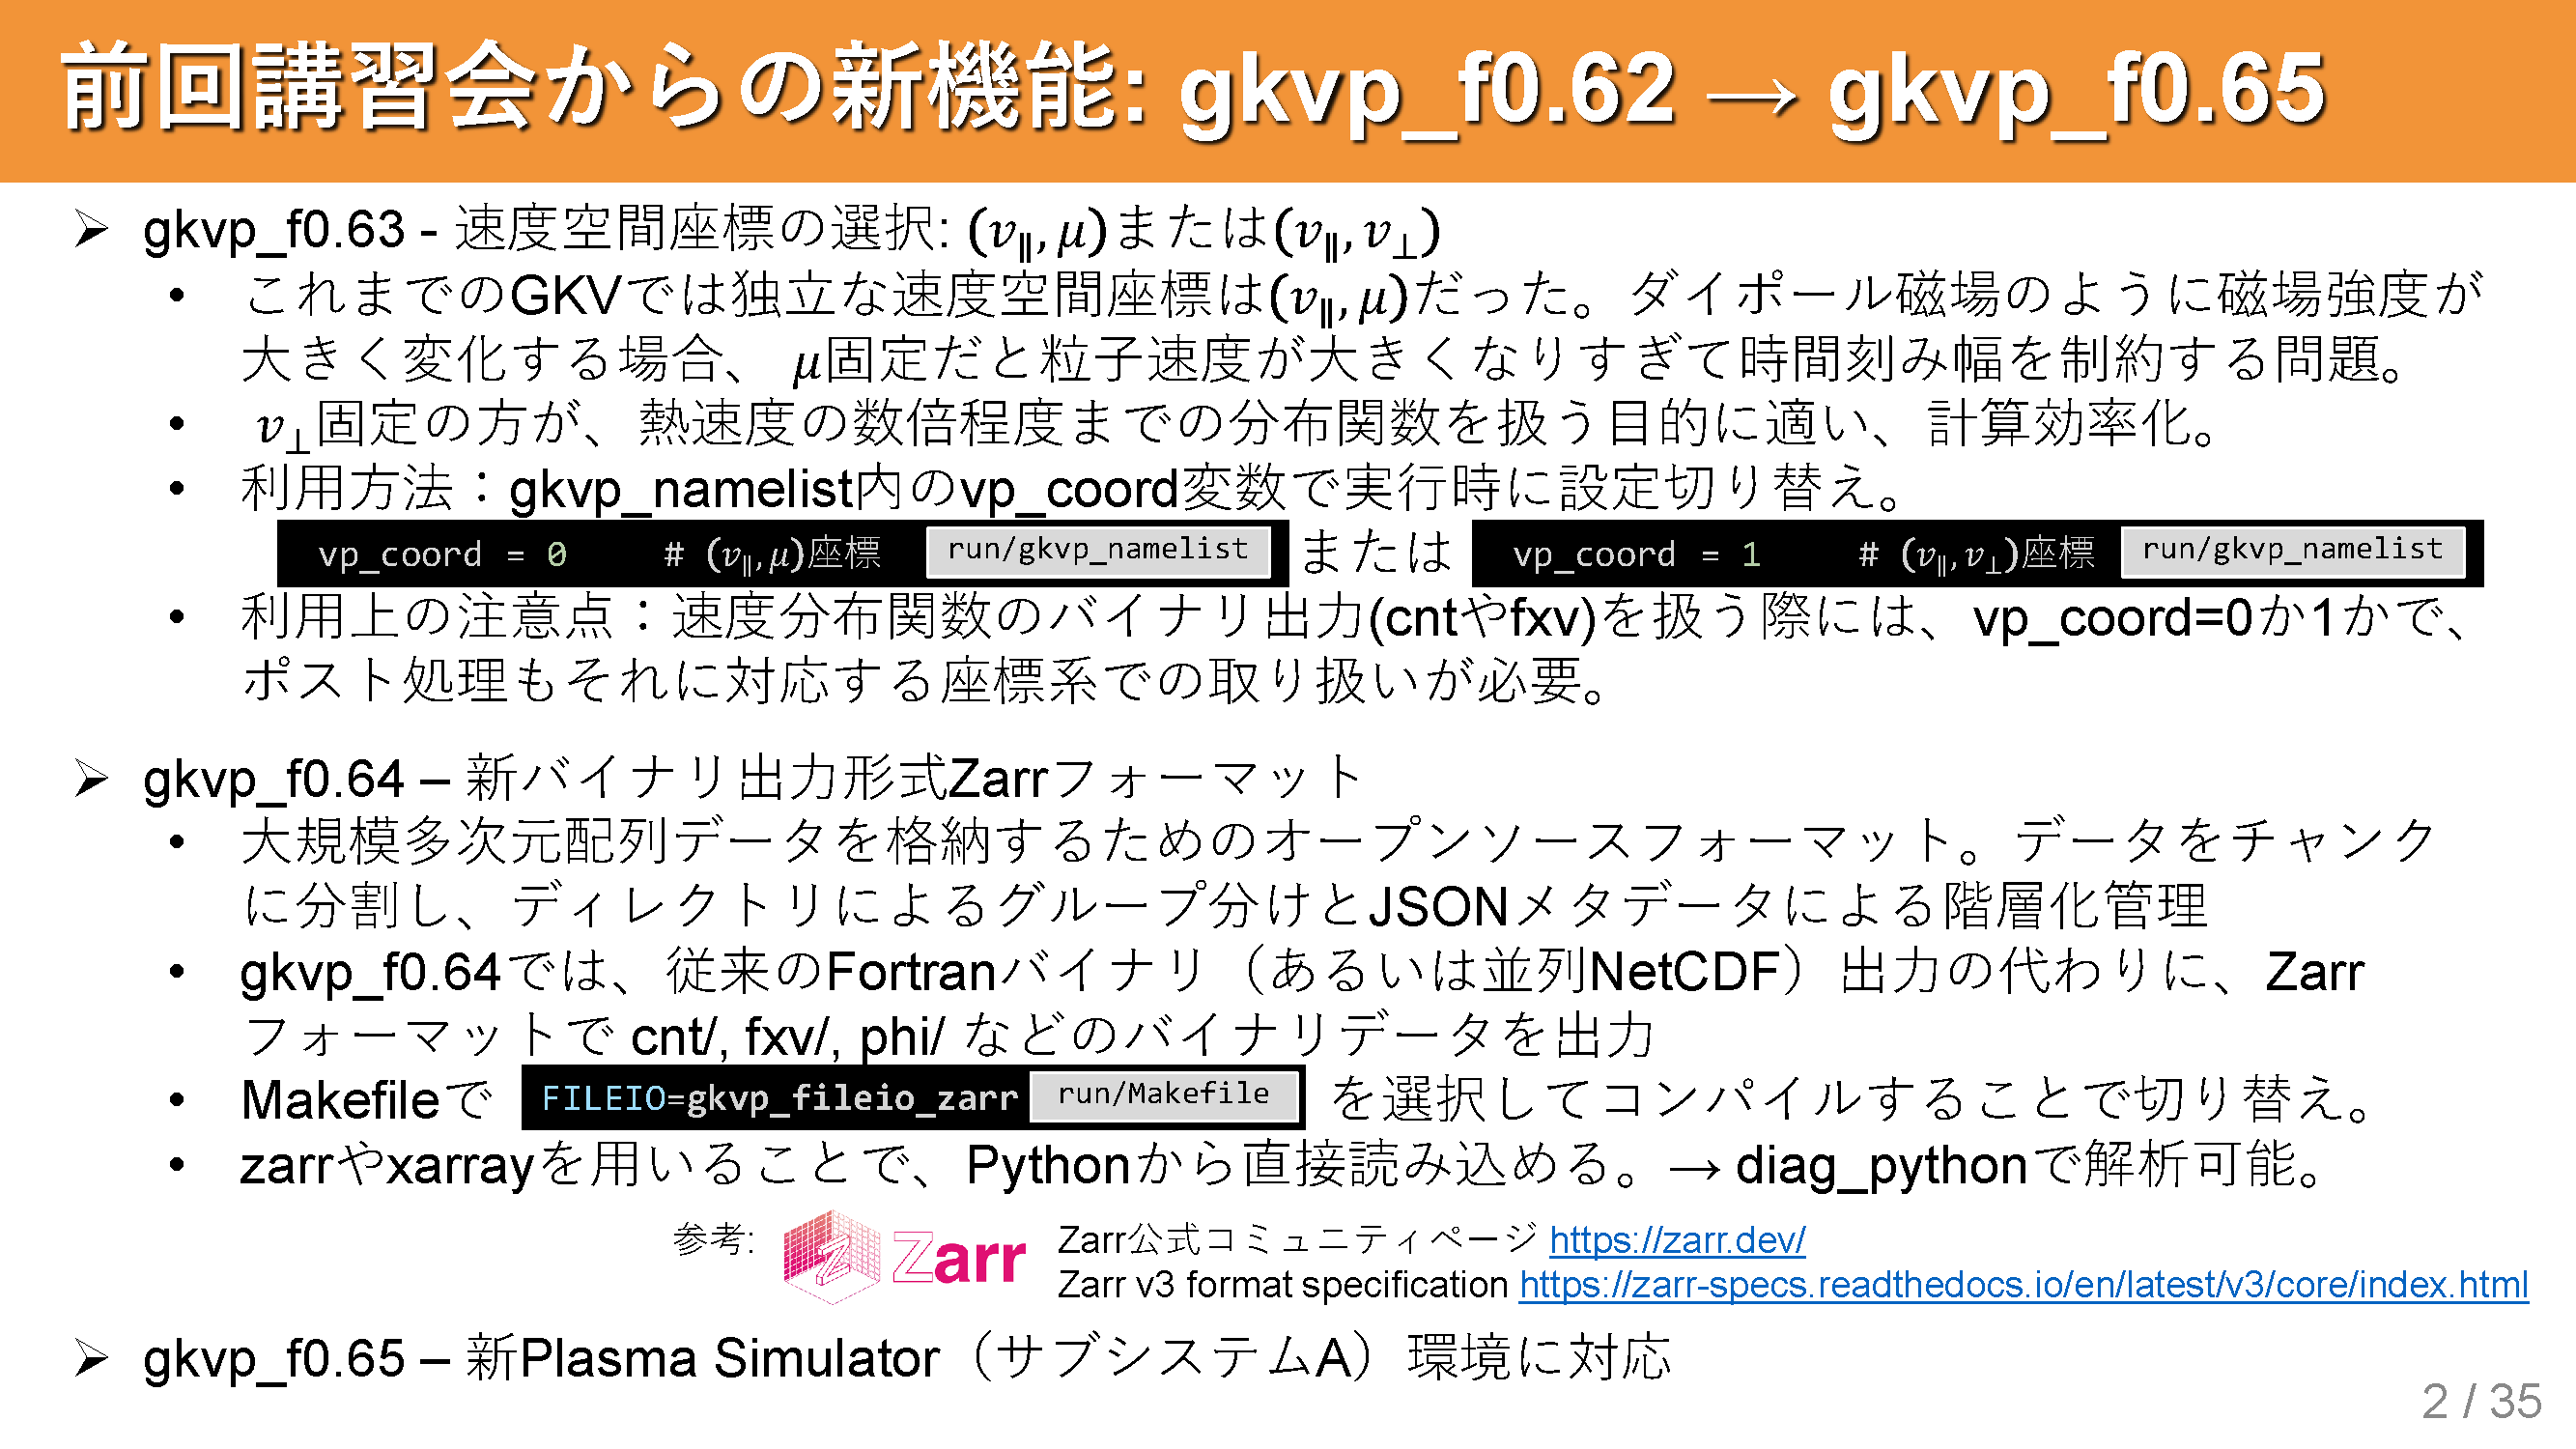 前回講習会からの新機能: gkvp_f0.62 → gkvp_f0.65
➢ gkvp_f0.63 - 速度空間座標の選択: (v∥, μ)または(v∥, v⊥)
• これまでのGKVでは独立な速度空間座標は(v∥, μ)だった。ダイポール磁場のように磁場強度が
大きく変化する場合、μ固定だと粒子速度が大きくなりすぎて時間刻み幅を制約する問題。
• v⊥固定の方が、熱速度の数倍程度までの分布関数を扱う目的に適い、計算効率化。
• 利用方法：gkvp_namelist内のvp_coord変数で実行時に設定切り替え。
vp_coord = 0 # (v∥, μ)座標 run/gkvp_namelist または vp_coord = 1 # (v∥, v⊥)座標 run/gkvp_namelist
• 利用上の注意点：速度分布関数のバイナリ出力(cntやfxv)を扱う際には、vp_coord=0か1かで、
ポスト処理もそれに対応する座標系での取り扱いが必要。
➢ gkvp_f0.64 – 新バイナリ出力形式Zarrフォーマット
• 大規模多次元配列データを格納するためのオープンソースフォーマット。データをチャンク
に分割し、ディレクトリによるグループ分けとJSONメタデータによる階層化管理
• gkvp_f0.64では、従来のFortranバイナリ（あるいは並列NetCDF）出力の代わりに、Zarr
フォーマットで cnt/, fxv/, phi/ などのバイナリデータを出力
• Makefileで FILEIO=gkvp_fileio_zarr run/Makefile を選択してコンパイルすることで切り替え。
• zarrやxarrayを用いることで、Pythonから直接読み込める。→ diag_pythonで解析可能。
参考: Zarr Zarr公式コミュニティページ https://zarr.dev/
Zarr v3 format specification https://zarr-specs.readthedocs.io/en/latest/v3/core/index.html
➢ gkvp_f0.65 – 新Plasma Simulator（サブシステムA）環境に対応
2 / 35